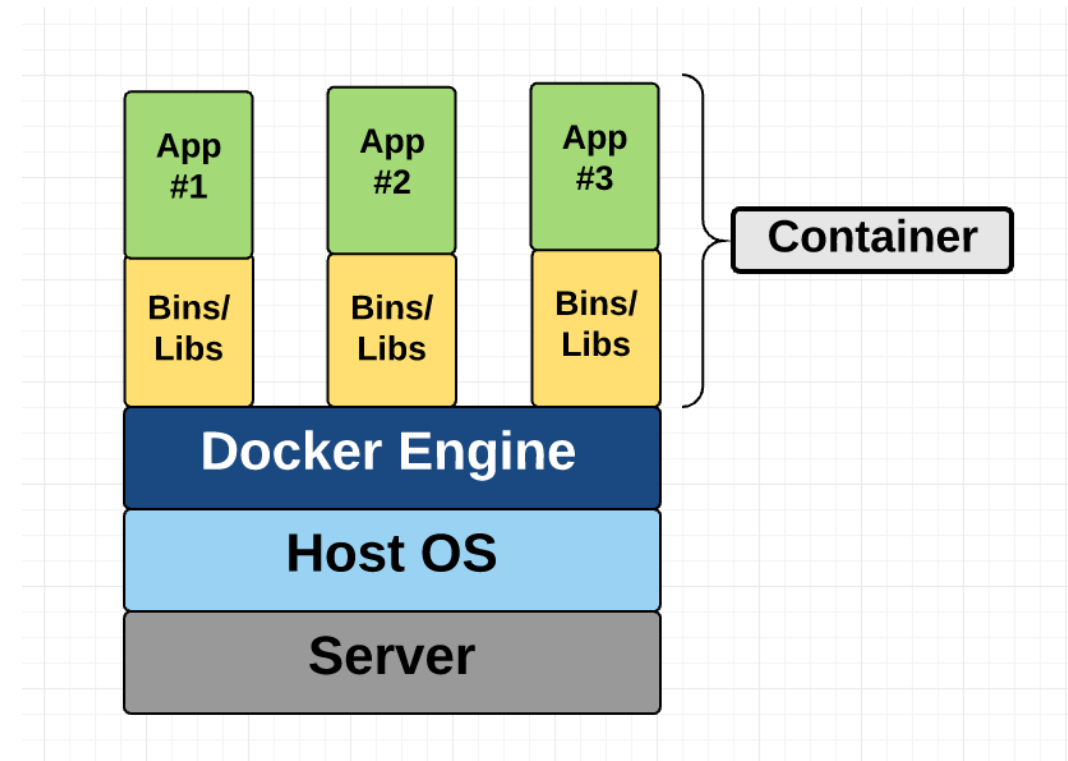 App
#1
App
#2
App
#3
Container
Bins/
Libs
Bins/
Libs
Bins/
Libs
Docker Engine
Host OS
Server